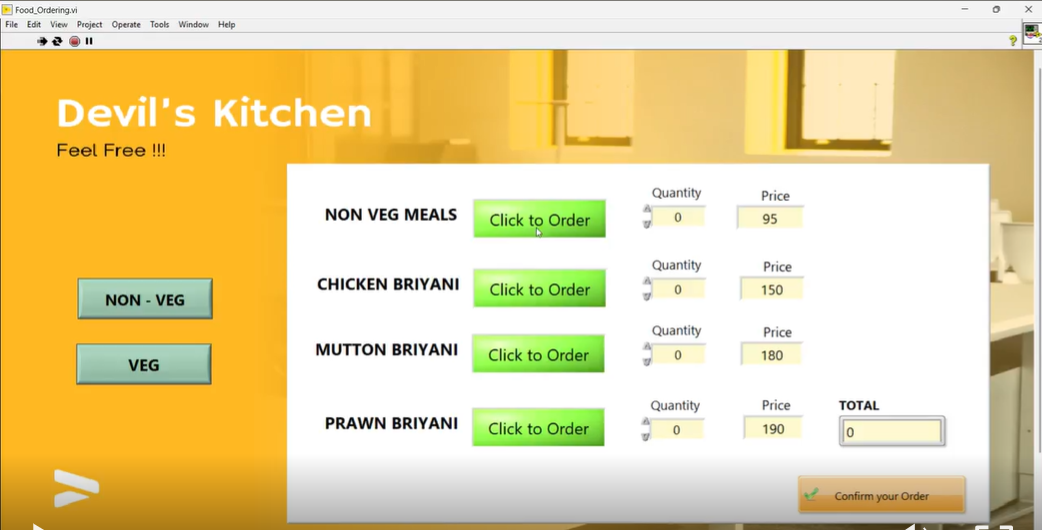 Food_Ordering.vi
File Edit View Project Operate Tools Window Help
Devil's Kitchen
Feel Free !!!
NON - VEG
VEG
NON VEG MEALS Click to Order Quantity 0 Price 95
CHICKEN BRIYANI Click to Order Quantity 0 Price 150
MUTTON BRIYANI Click to Order Quantity 0 Price 180
PRAWN BRIYANI Click to Order Quantity 0 Price 190
TOTAL
0
Confirm your Order